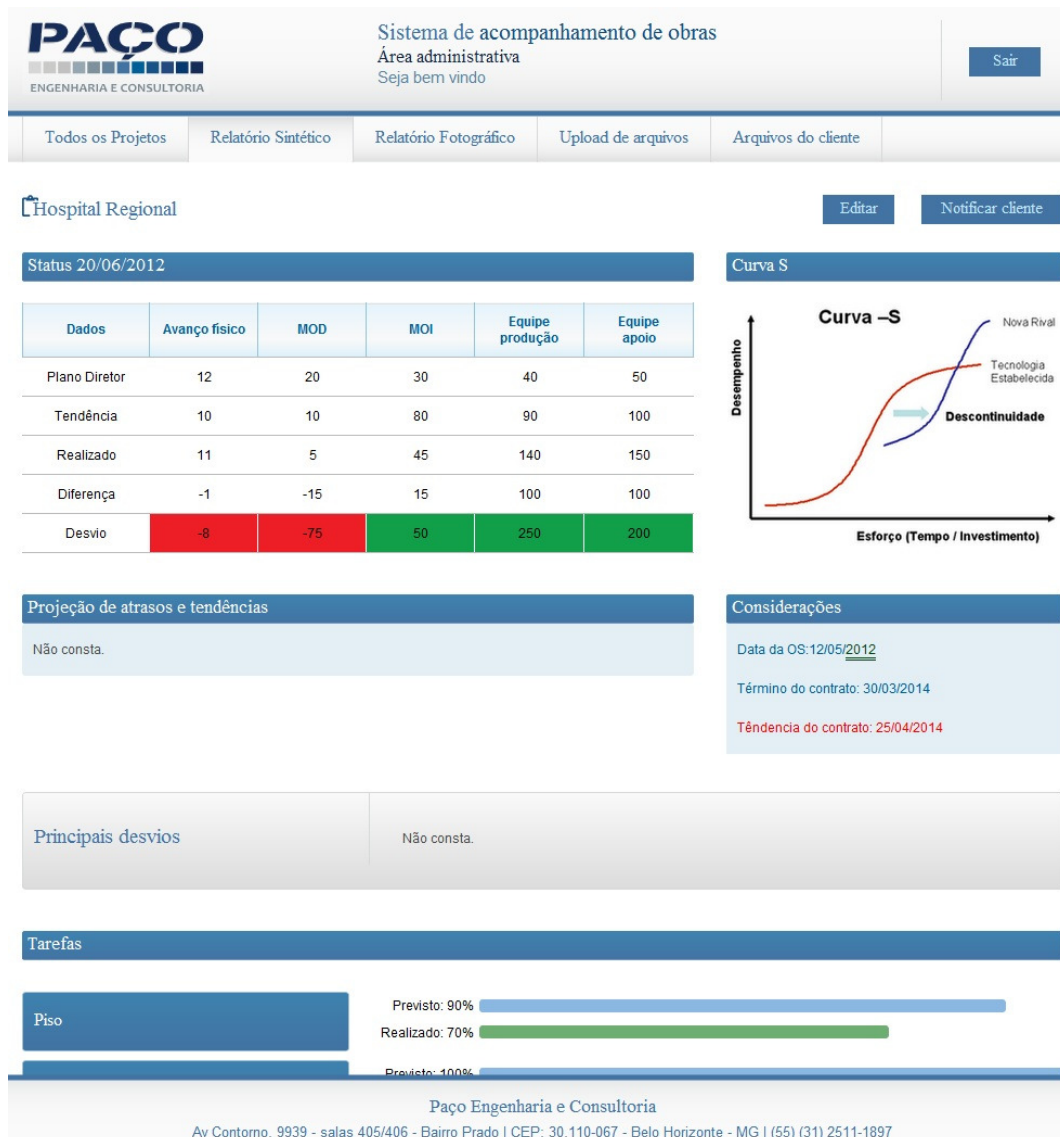 PAÇO
ENGENHARIA E CONSULTORIA
Sistema de acompanhamento de obras
Área administrativa
Seja bem vindo
Sair
Todos os Projetos Relatório Sintético Relatório Fotográfico Upload de arquivos Arquivos do cliente
Hospital Regional
Editar Notificar cliente
Status 20/06/2012
Dados Avanço físico MOD MOI Equipe produção Equipe apoio
Plano Diretor 12 20 30 40 50
Tendência 10 10 80 90 100
Realizado 11 5 45 140 150
Diferença -1 -15 15 100 100
Desvio -8 -75 50 250 200
Curva S
Curva –S
Nova Rival
Tecnologia
Estabelecida
Desempenho
Descontinuidade
Esforço (Tempo / Investimento)
Projeção de atrasos e tendências
Não consta.
Considerações
Data da OS:12/05/2012
Término do contrato: 30/03/2014
Têndencia do contrato: 25/04/2014
Principais desvios
Não consta.
Tarefas
Piso
Previsto: 90%
Realizado: 70%
Previsto: 100%
Paço Engenharia e Consultoria
Av Contorno, 9939 - salas 405/406 - Bairro Prado | CEP: 30.110-067 - Belo Horizonte - MG | (55) (31) 2511-1897